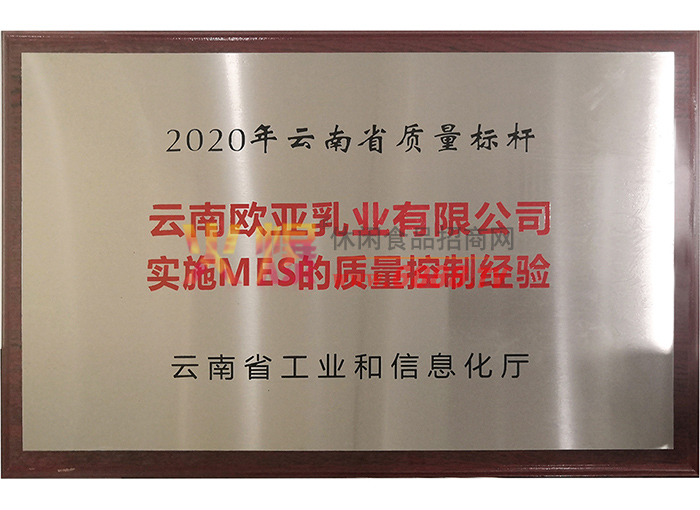 2020年云南省质量标杆
云南欧亚乳业有限公司
休闲食品招商网
实施MES的质量控制经验
云南省工业和信息化厅